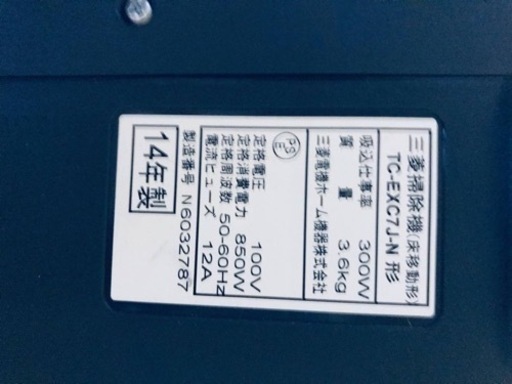 三菱掃除機(床移動形)
TC-EXC7J-N 形
吸込仕事率 300W
質量 3.6kg
三菱電機ホーム機器株式会社
PSE
定格電圧 100V
定格消費電力 850W
定格周波数 50-60Hz
電流ヒューズ 12A
製造番号 N6032787
14年製